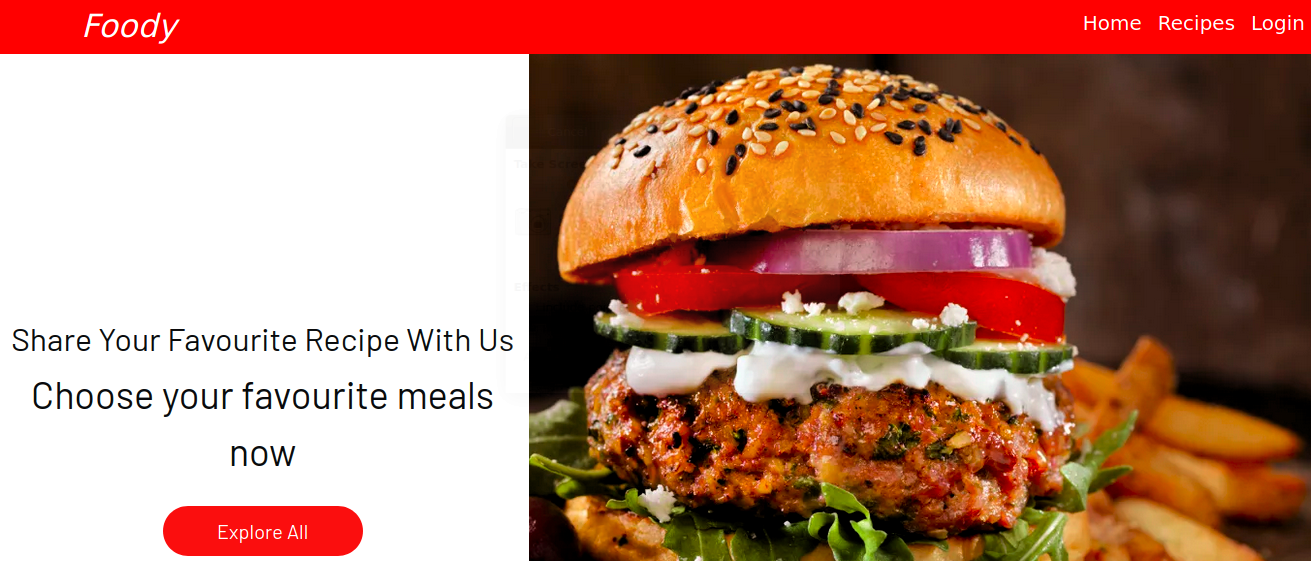 Foody
Home Recipes Login
Share Your Favourite Recipe With Us
Choose your favourite meals
now
Explore All